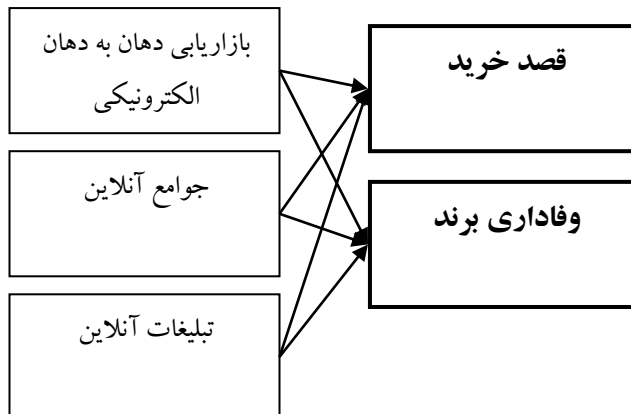 بازاریابی دهان به دهان
الکترونیکی
جوامع آنلاین
تبلیغات آنلاین
قصد خرید
وفاداری برند